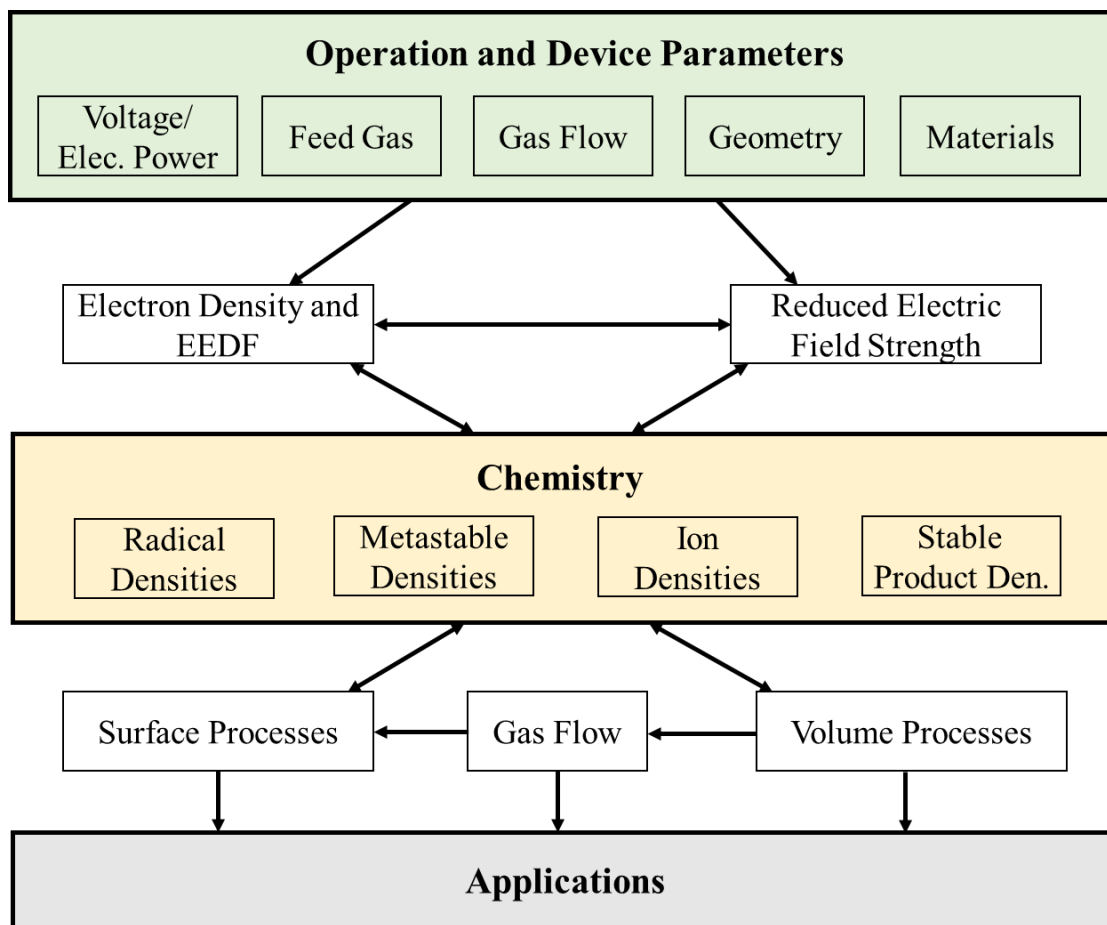 Operation and Device Parameters
Voltage/
Elec. Power
Feed Gas
Gas Flow
Geometry
Materials
Electron Density and
EEDF
Reduced Electric
Field Strength
Chemistry
Radical
Densities
Metastable
Densities
Ion
Densities
Stable
Product Den.
Surface Processes
Gas Flow
Volume Processes
Applications